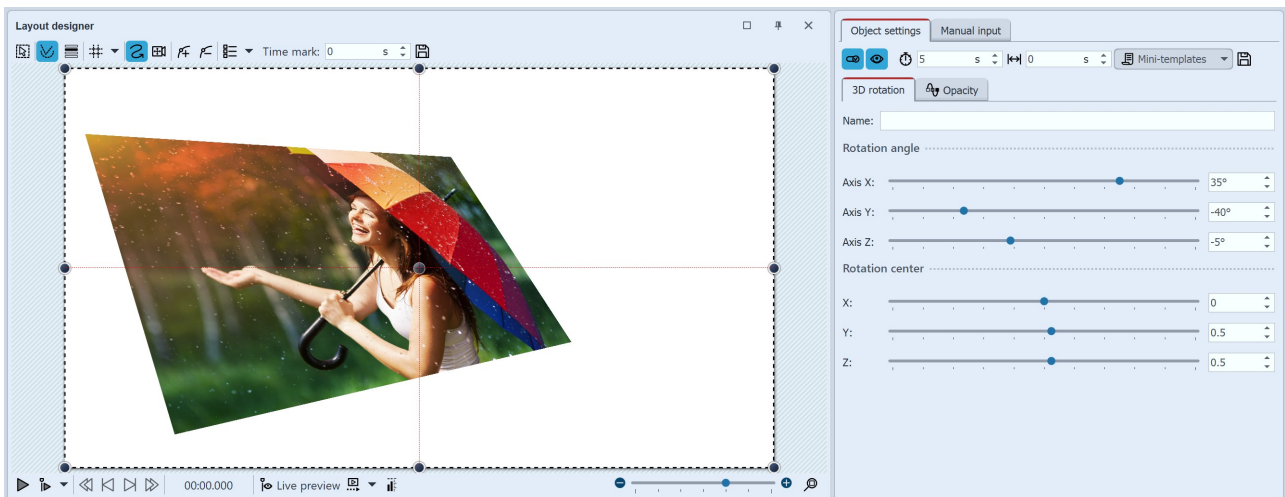 Layout designer
Time mark: 0 s
00:00.000 Live preview
Object settings Manual input
5 s 0 s Mini-templates
3D rotation Opacity
Name:
Rotation angle
Axis X: 35°
Axis Y: -40°
Axis Z: -5°
Rotation center
X: 0
Y: 0.5
Z: 0.5